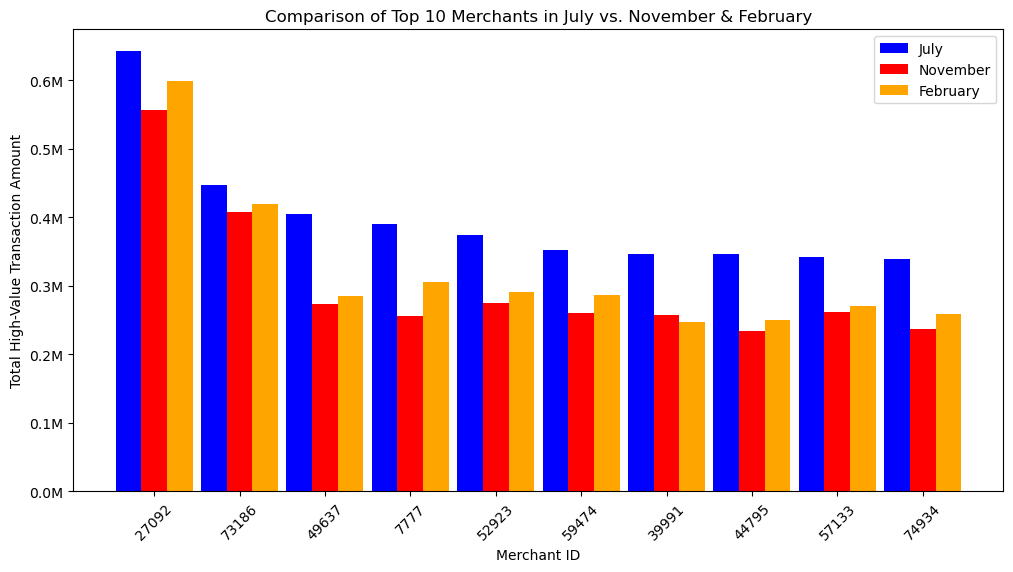 Comparison of Top 10 Merchants in July vs. November & February
July
November
February
Total High-Value Transaction Amount
0.6M
0.5M
0.4M
0.3M
0.2M
0.1M
0.0M
27092
73186
49637
7777
52923
59474
39991
44795
57133
74934
Merchant ID